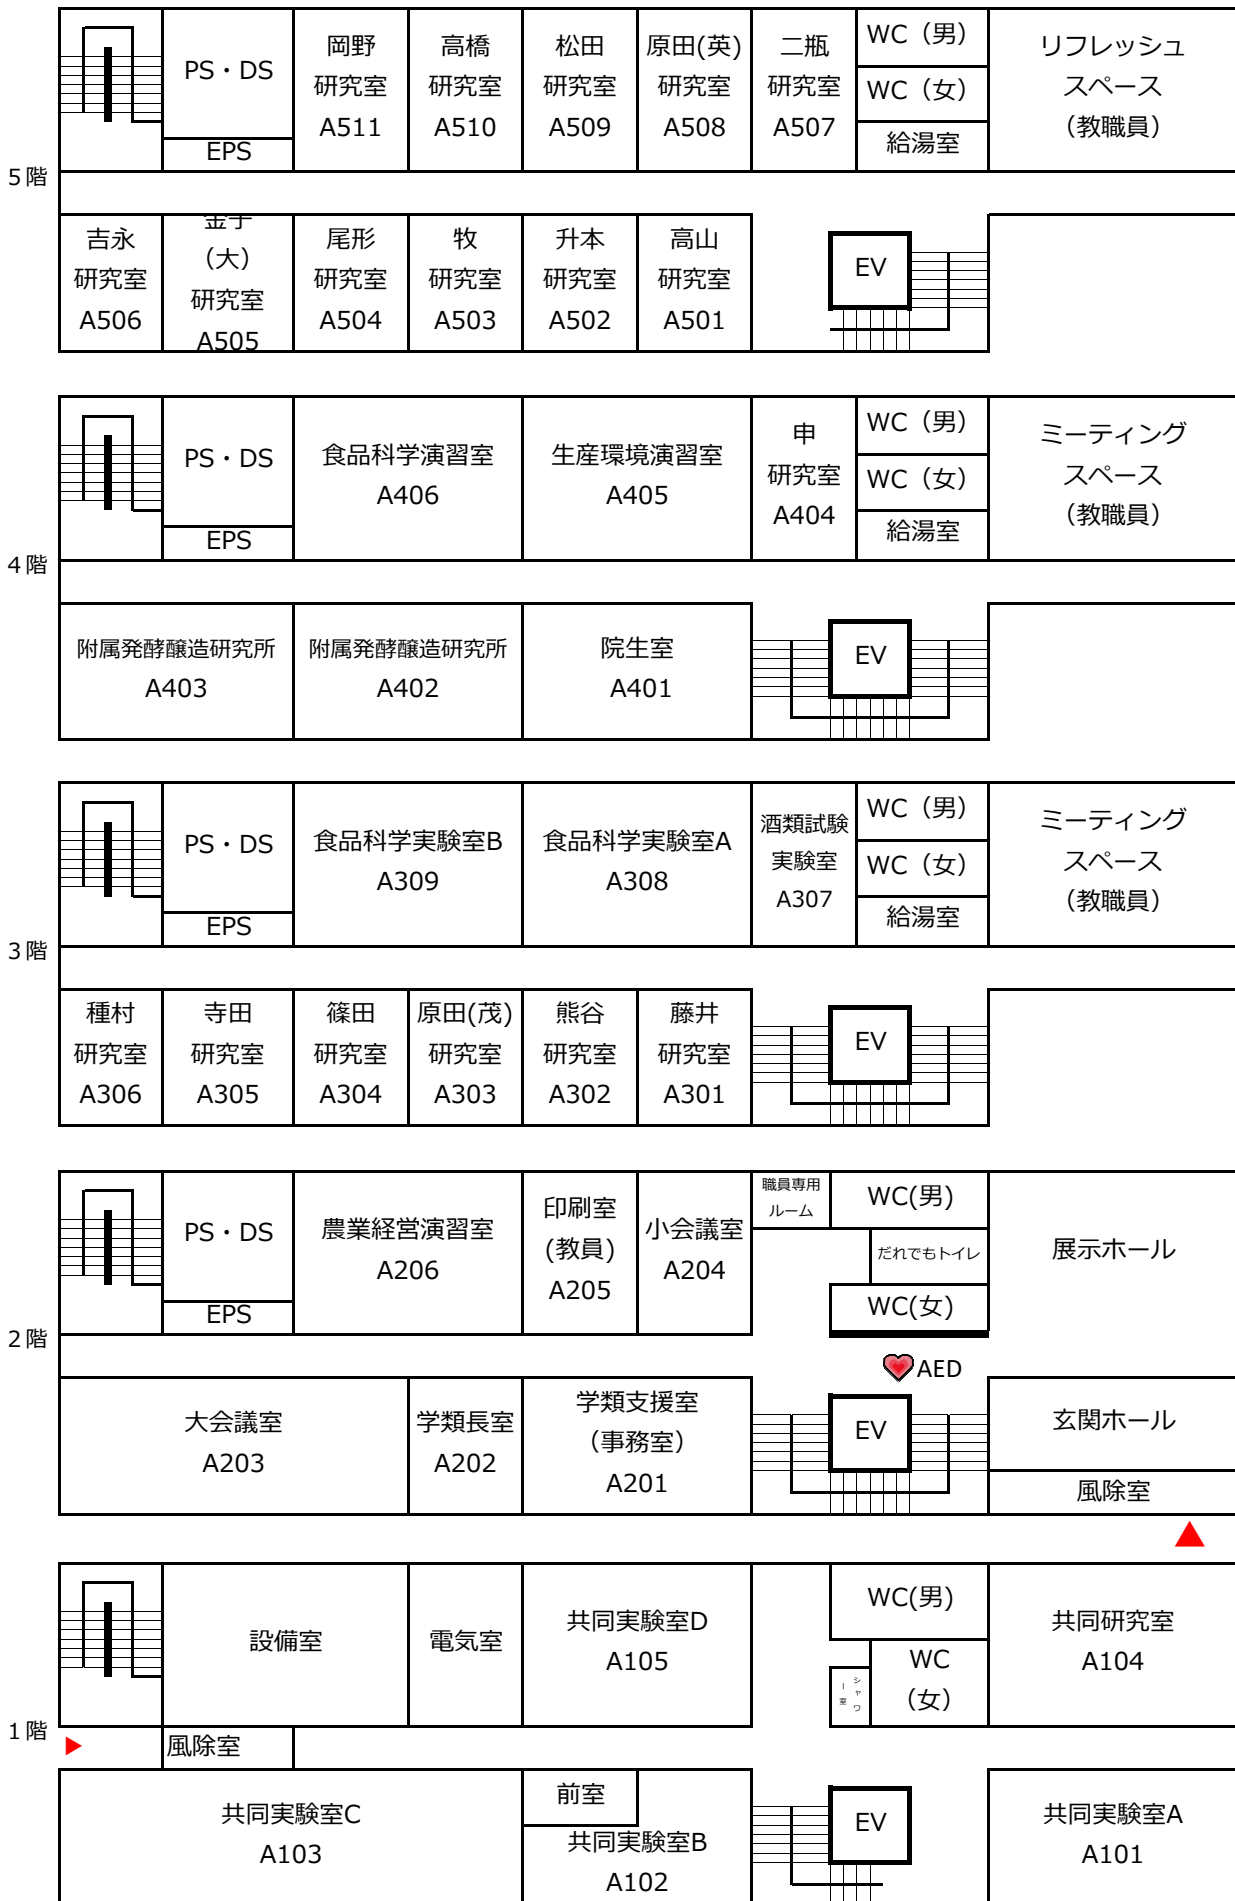 5階
PS・DS
EPS
岡野
研究室
A511
高橋
研究室
A510
松田
研究室
A509
原田(英)
研究室
A508
二瓶
研究室
A507
WC（男）
WC（女）
給湯室
リフレッシュ
スペース
（教職員）
吉永
研究室
A506
金子
（大）
研究室
A505
尾形
研究室
A504
牧
研究室
A503
升本
研究室
A502
高山
研究室
A501
EV
4階
PS・DS
EPS
食品科学演習室
A406
生産環境演習室
A405
申
研究室
A404
WC（男）
WC（女）
給湯室
ミーティング
スペース
（教職員）
附属発酵醸造研究所
A403
附属発酵醸造研究所
A402
院生室
A401
EV
3階
PS・DS
EPS
食品科学実験室B
A309
食品科学実験室A
A308
酒類試験
実験室
A307
WC（男）
WC（女）
給湯室
ミーティング
スペース
（教職員）
種村
研究室
A306
寺田
研究室
A305
篠田
研究室
A304
原田(茂)
研究室
A303
熊谷
研究室
A302
藤井
研究室
A301
EV
2階
PS・DS
EPS
農業経営演習室
A206
印刷室
(教員)
A205
小会議室
A204
職員専用
ルーム
WC(男)
だれでもトイレ
WC(女)
展示ホール
AED
大会議室
A203
学類長室
A202
学類支援室
（事務室）
A201
EV
玄関ホール
風除室
1階
設備室
電気室
共同実験室D
A105
WC(男)
シャワ
ー室
WC
（女）
共同研究室
A104
風除室
共同実験室C
A103
前室
共同実験室B
A102
EV
共同実験室A
A101